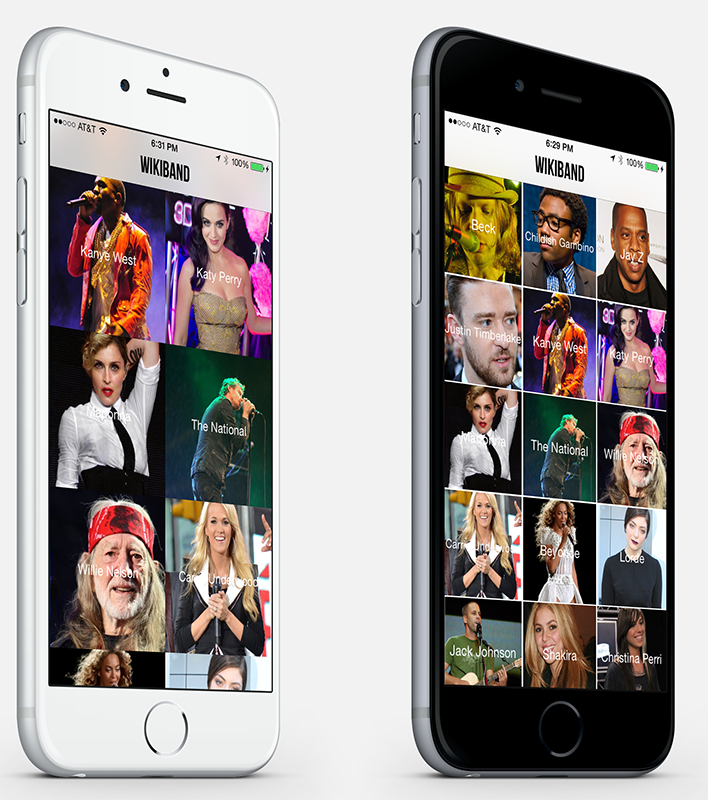 AT&T
6:31 PM
100%
WIKIBAND
Kanye West
Katy Perry
Madonna
The National
Willie Nelson
Carrie Underwood
AT&T
6:29 PM
100%
WIKIBAND
Beck
Childish Gambino
Jay Z
Justin Timberlake
Kanye West
Katy Perry
Madonna
The National
Willie Nelson
Carrie Underwood
Beyonce
Lorde
Jack Johnson
Shakira
Christina Perri